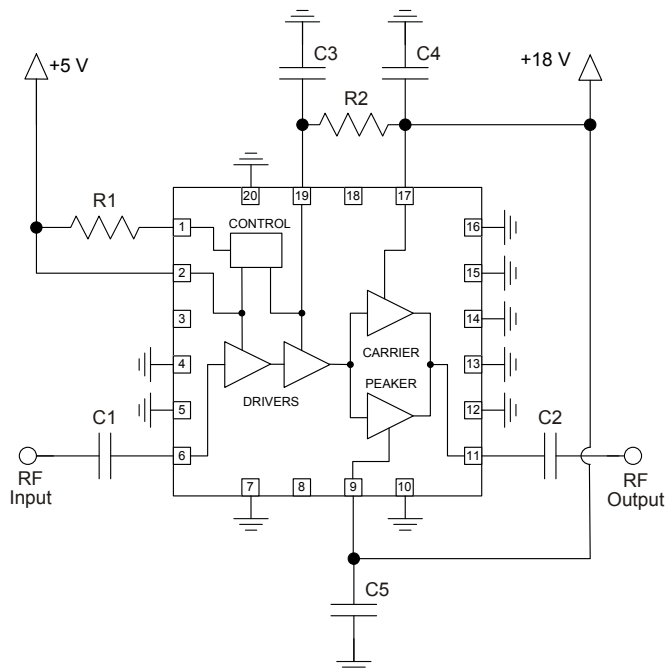 C3
C4
+5 V
+18 V
R2
R1
20
19
18
17
1
CONTROL
16
2
15
3
14
CARRIER
4
13
PEAKER
DRIVERS
5
12
C1
C2
6
11
RF
Input
RF
Output
7
8
9
10
C5